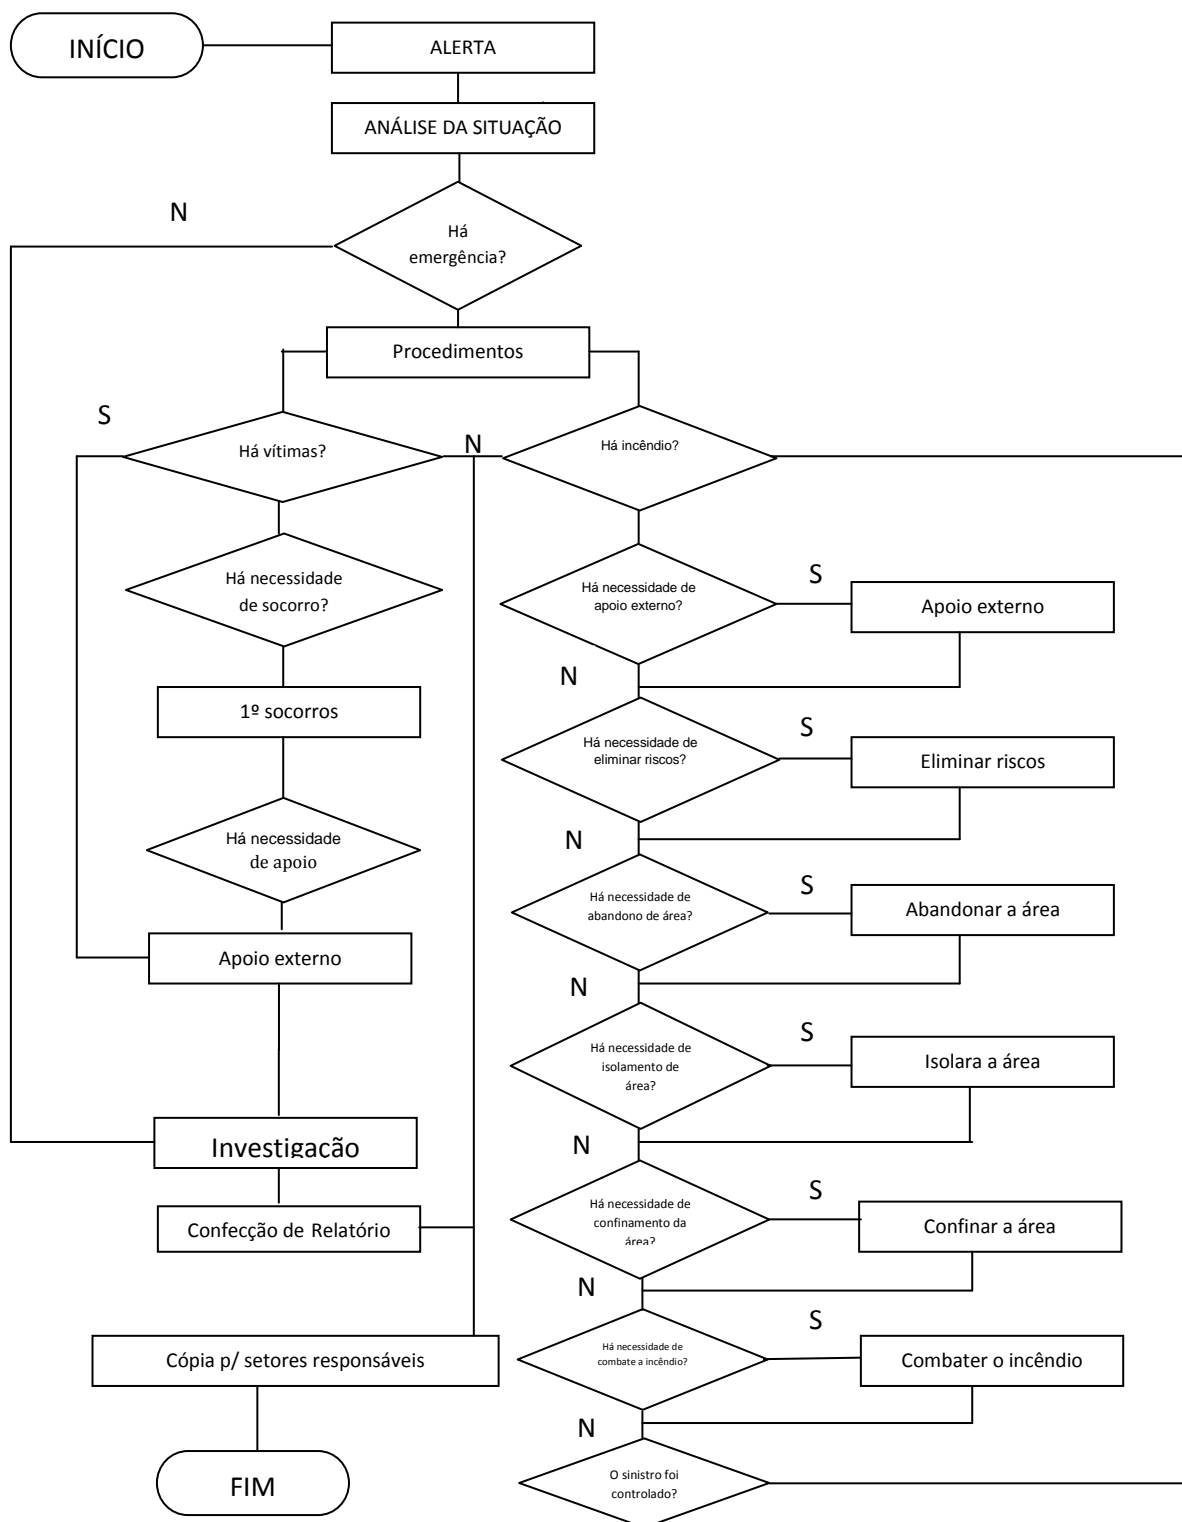 INÍCIO
ALERTA
ANÁLISE DA SITUAÇÃO
N
Há
emergência?
Procedimentos
S
Há vítimas?
N
Há incêndio?
Há necessidade
de socorro?
Há necessidade de
apoio externo?
S
Apoio externo
N
1º socorros
Há necessidade de
eliminar riscos?
S
Eliminar riscos
N
Há necessidade
de apoio
Há necessidade de
abandono de área?
S
Abandonar a área
Apoio externo
N
Há necessidade de
isolamento de
área?
S
Isolara a área
Investigação
N
Confecção de Relatório
Há necessidade de
confinamento da
área?
S
Confinar a área
N
Cópia p/ setores responsáveis
Há necessidade de
combate a incêndio?
S
Combater o incêndio
N
FIM
O sinistro foi
controlado?